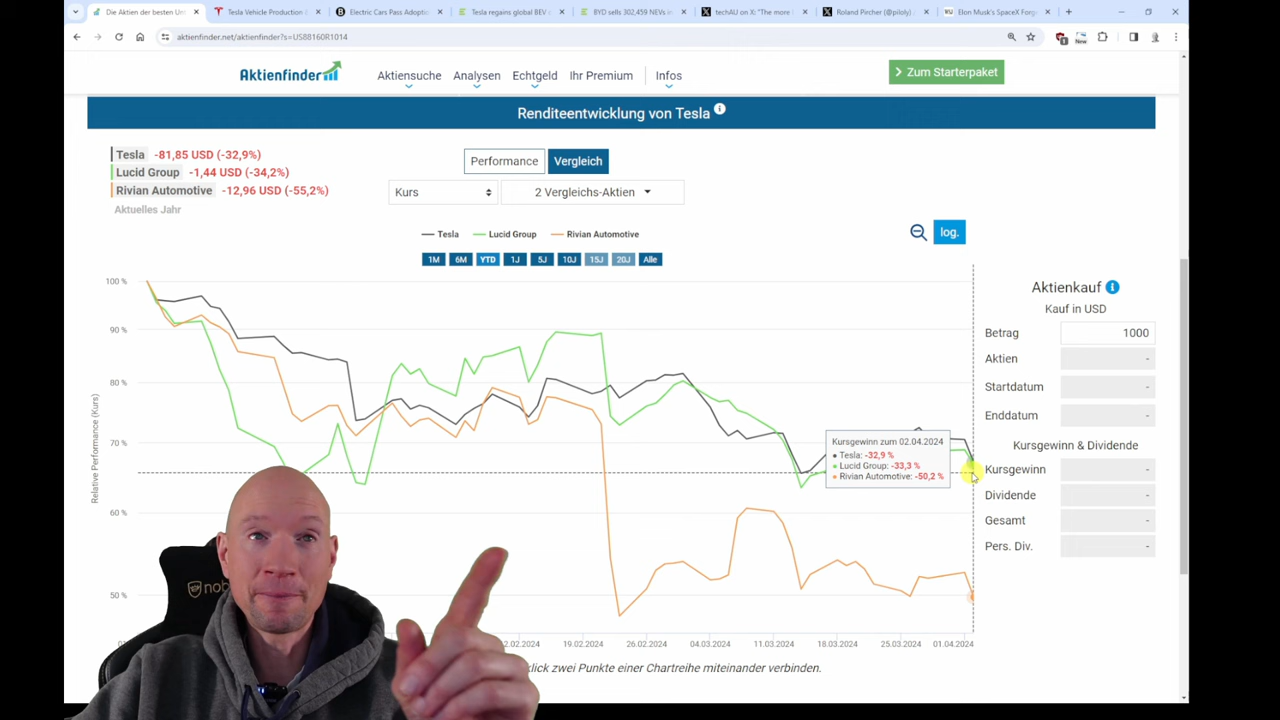 Die Aktien der besten Un
Tesla Vehicle Production &
Electric Cars Pass Adoptio
Tesla regains global BEV
BYD sells 302,459 NEVs in
techAU on X: "The more
Roland Pircher (@piloly)
Elon Musk's SpaceX Forg
aktienfinder.net/aktienfinder?s=US88160R1014
New
Aktienfinder
Aktiensuche
Analysen
Echtgeld
Ihr Premium
Infos
Zum Starterpaket
Renditeentwicklung von Tesla
Tesla -81,85 USD (-32,9%)
Lucid Group -1,44 USD (-34,2%)
Rivian Automotive -12,96 USD (-55,2%)
Aktuelles Jahr
Performance
Vergleich
Kurs
2 Vergleichs-Aktien
Tesla
Lucid Group
Rivian Automotive
log.
1M
6M
YTD
1J
5J
10J
15J
20J
Alle
100 %
90 %
80 %
70 %
60 %
50 %
Relative Performance (Kurs)
Kursgewinn zum 02.04.2024
Tesla: -32,9 %
Lucid Group: -33,3 %
Rivian Automotive: -50,2 %
Aktienkauf
Kauf in USD
Betrag 1000
Aktien -
Startdatum -
Enddatum -
Kursgewinn & Dividende
Kursgewinn -
Dividende -
Gesamt -
Pers. Div. -
nob
2.02.2024
19.02.2024
26.02.2024
04.03.2024
11.03.2024
18.03.2024
25.03.2024
01.04.2024
klick zwei Punkte einer Chartreihe miteinander verbinden.